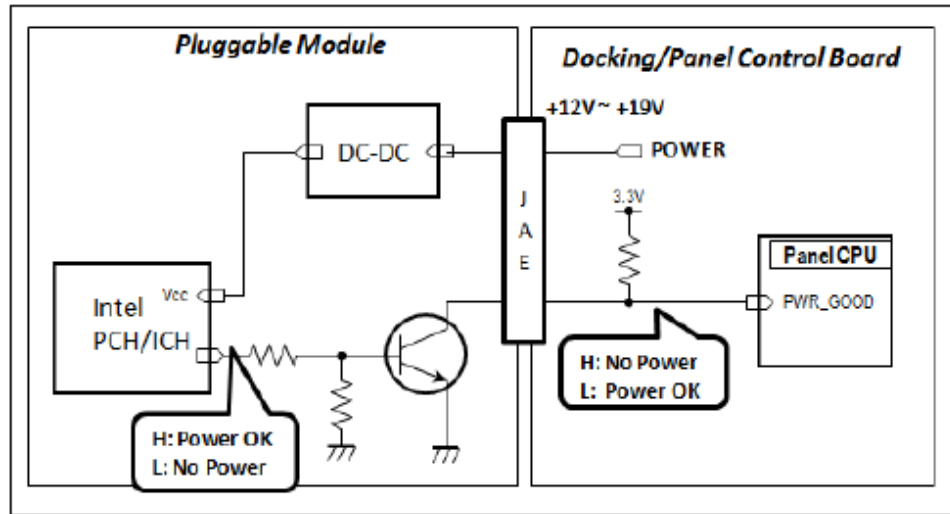 Pluggable Module
Docking/Panel Control Board
+12V~ +19V
DC-DC
POWER
J
A
E
3.3V
Panel CPU
PWR_GOOD
Vcc
Intel
PCH/ICH
H: No Power
L: Power OK
H: Power OK
L: No Power